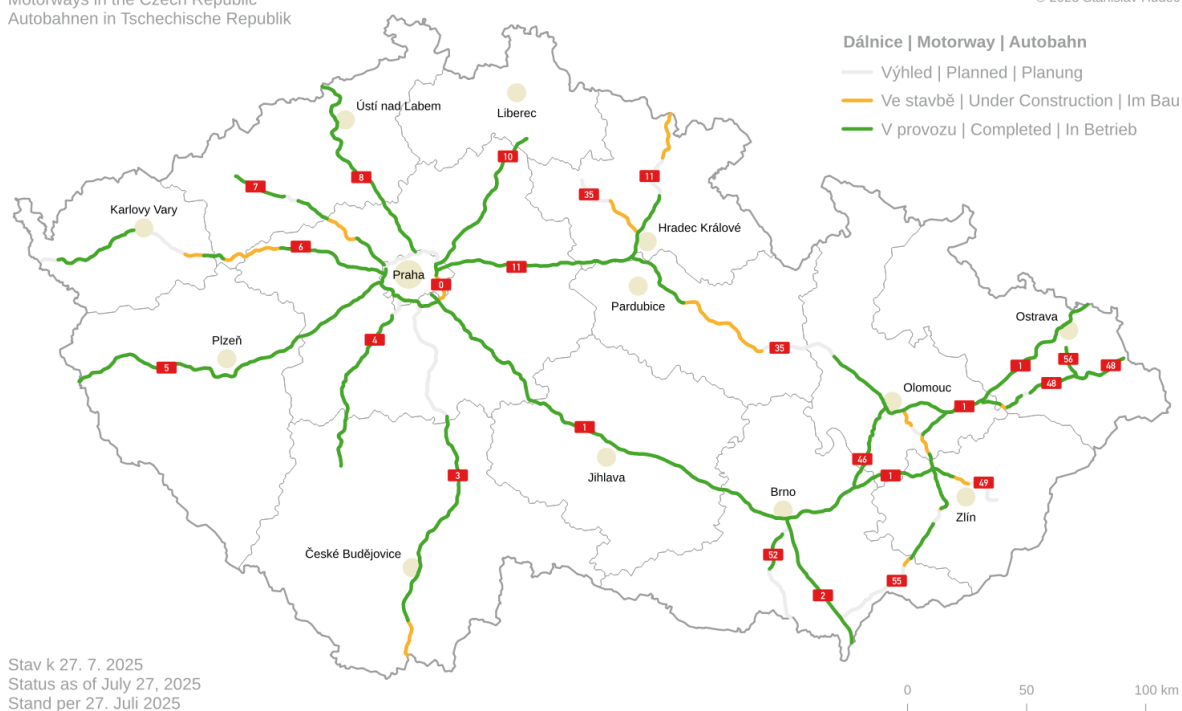 Motorways in the Czech Republic
Autobahnen in Tschechische Republik
Dálnice | Motorway | Autobahn
Výhled | Planned | Planung
Ve stavbě | Under Construction | Im Bau
V provozu | Completed | In Betrieb
Ústí nad Labem
Liberec
10
8
11
7
35
Karlovy Vary
Hradec Králové
6
11
Praha
0
Pardubice
Ostrava
4
Plzeň
35
56
5
1
48
48
Olomouc
1
1
46
3
Jihlava
1
49
Brno
Zlín
České Budějovice
52
55
2
Stav k 27. 7. 2025
Status as of July 27, 2025
Stand per 27. Juli 2025
0
50
100 km